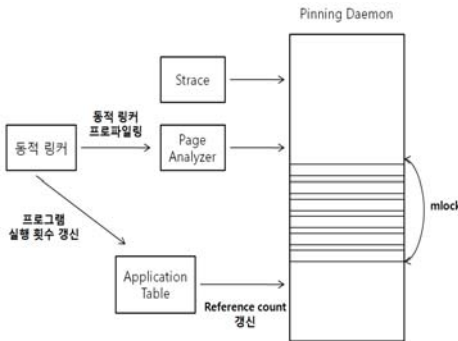 Pinning Daemon
Strace
동적 링커
프로파일링
동적 링커
Page
Analyzer
mlock
프로그램
실행 횟수 갱신
Application
Table
Reference count
갱신